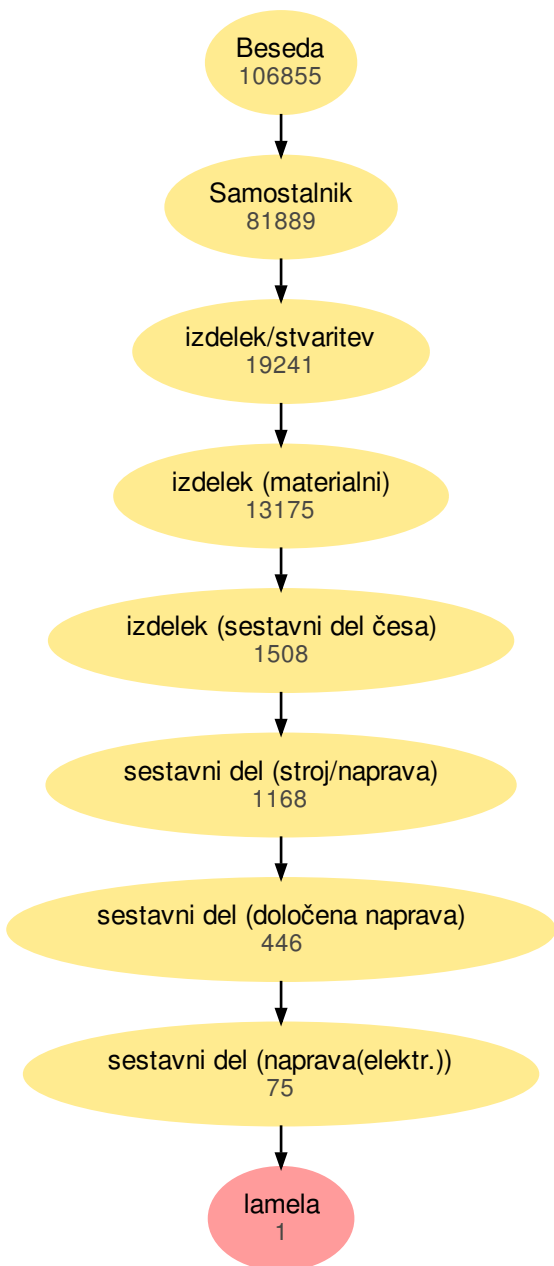 Beseda
106855
Samostalnik
81889
izdelek/stvaritev
19241
izdelek (materialni)
13175
izdelek (sestavni del česa)
1508
sestavni del (stroj/naprava)
1168
sestavni del (določena naprava)
446
sestavni del (naprava(elektr.))
75
lamela
1